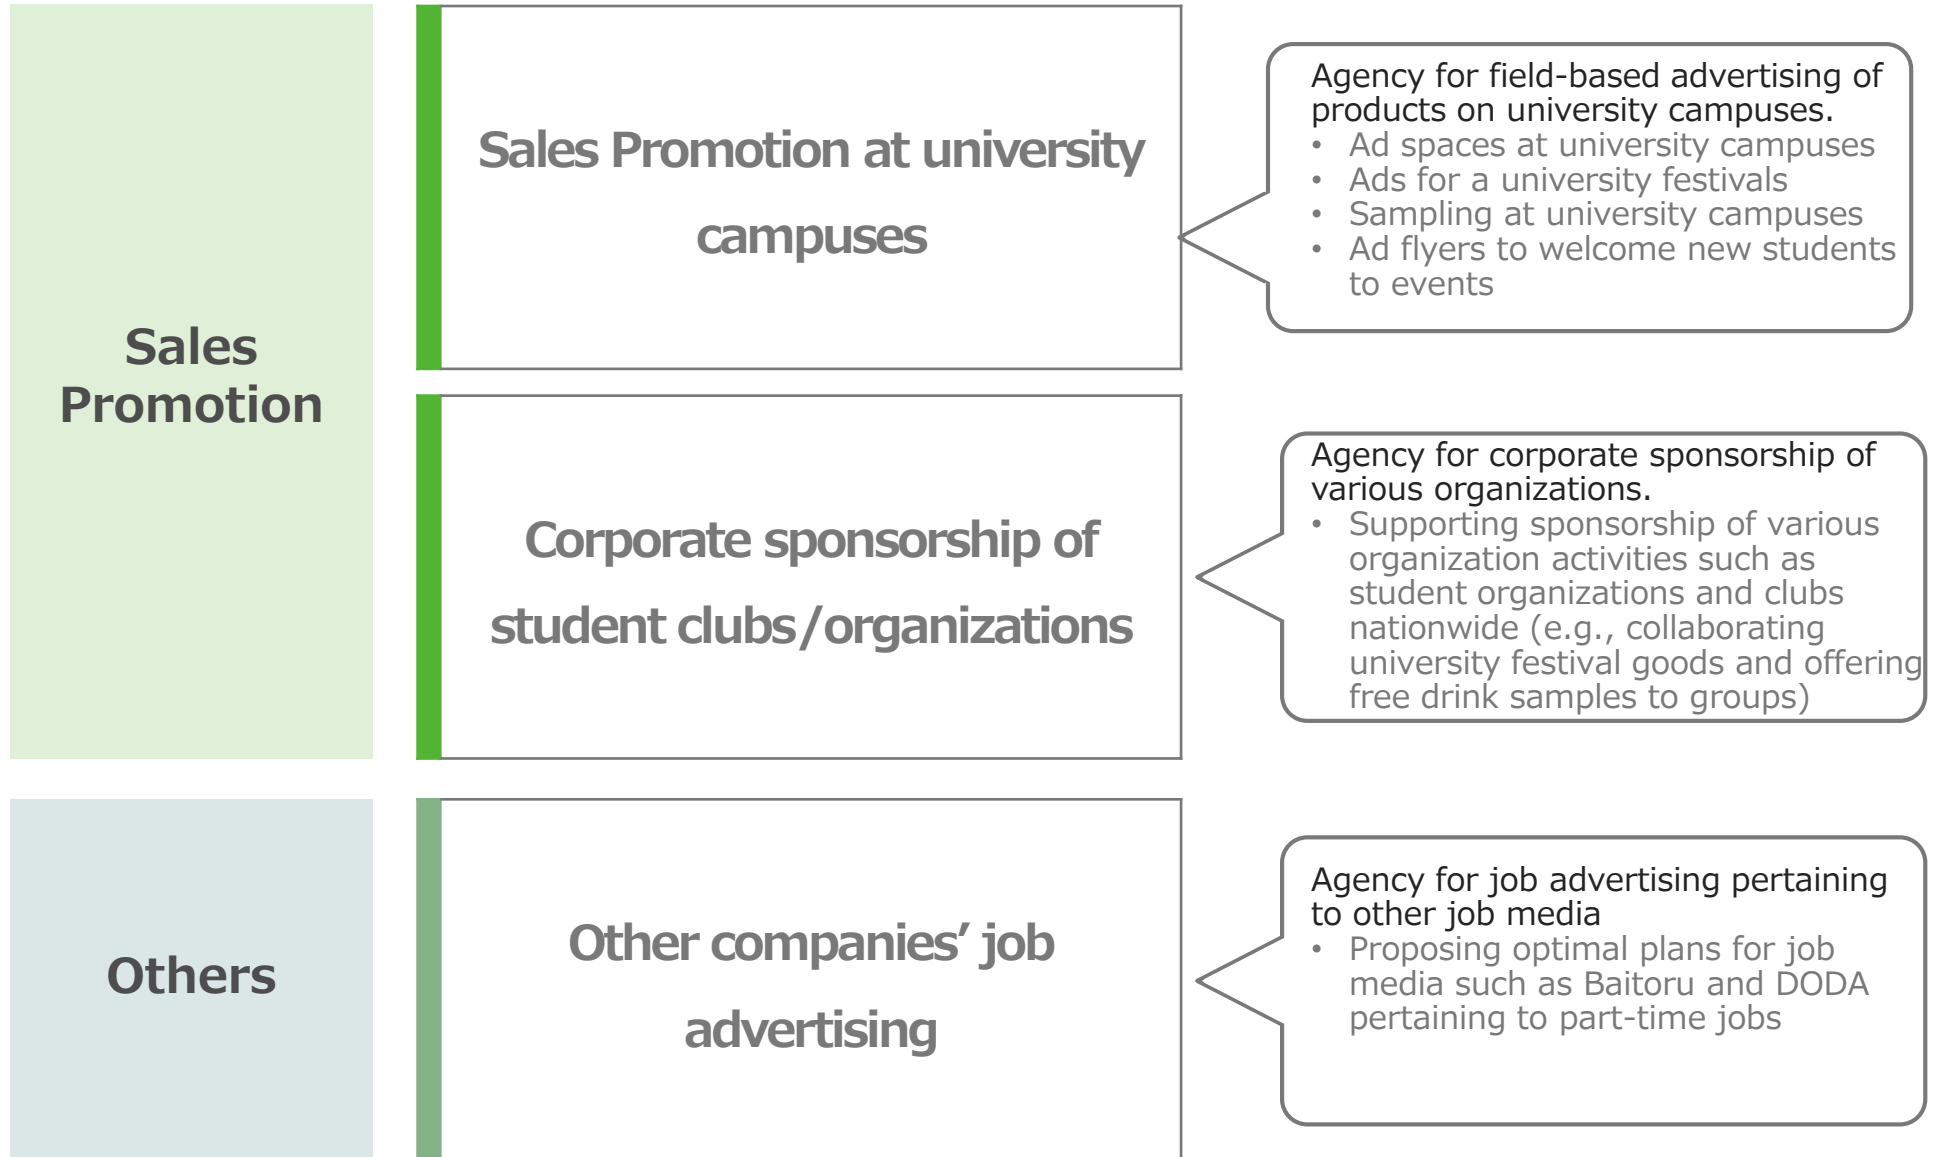 Sales
Promotion
Sales Promotion at university
campuses
Agency for field-based advertising of
products on university campuses.
• Ad spaces at university campuses
• Ads for a university festivals
• Sampling at university campuses
• Ad flyers to welcome new students
to events
Corporate sponsorship of
student clubs/organizations
Agency for corporate sponsorship of
various organizations.
• Supporting sponsorship of various
organization activities such as
student organizations and clubs
nationwide (e.g., collaborating
university festival goods and offering
free drink samples to groups)
Others
Other companies’ job
advertising
Agency for job advertising pertaining
to other job media
• Proposing optimal plans for job
media such as Baitoru and DODA
pertaining to part-time jobs